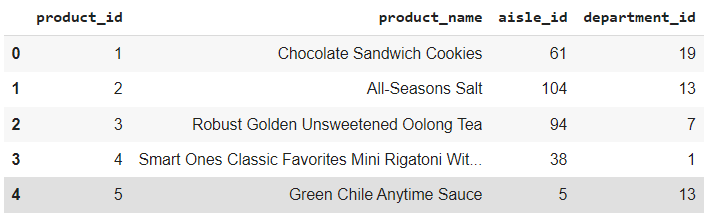 product_id product_name aisle_id department_id
0 1 Chocolate Sandwich Cookies 61 19
1 2 All-Seasons Salt 104 13
2 3 Robust Golden Unsweetened Oolong Tea 94 7
3 4 Smart Ones Classic Favorites Mini Rigatoni Wit... 38 1
4 5 Green Chile Anytime Sauce 5 13